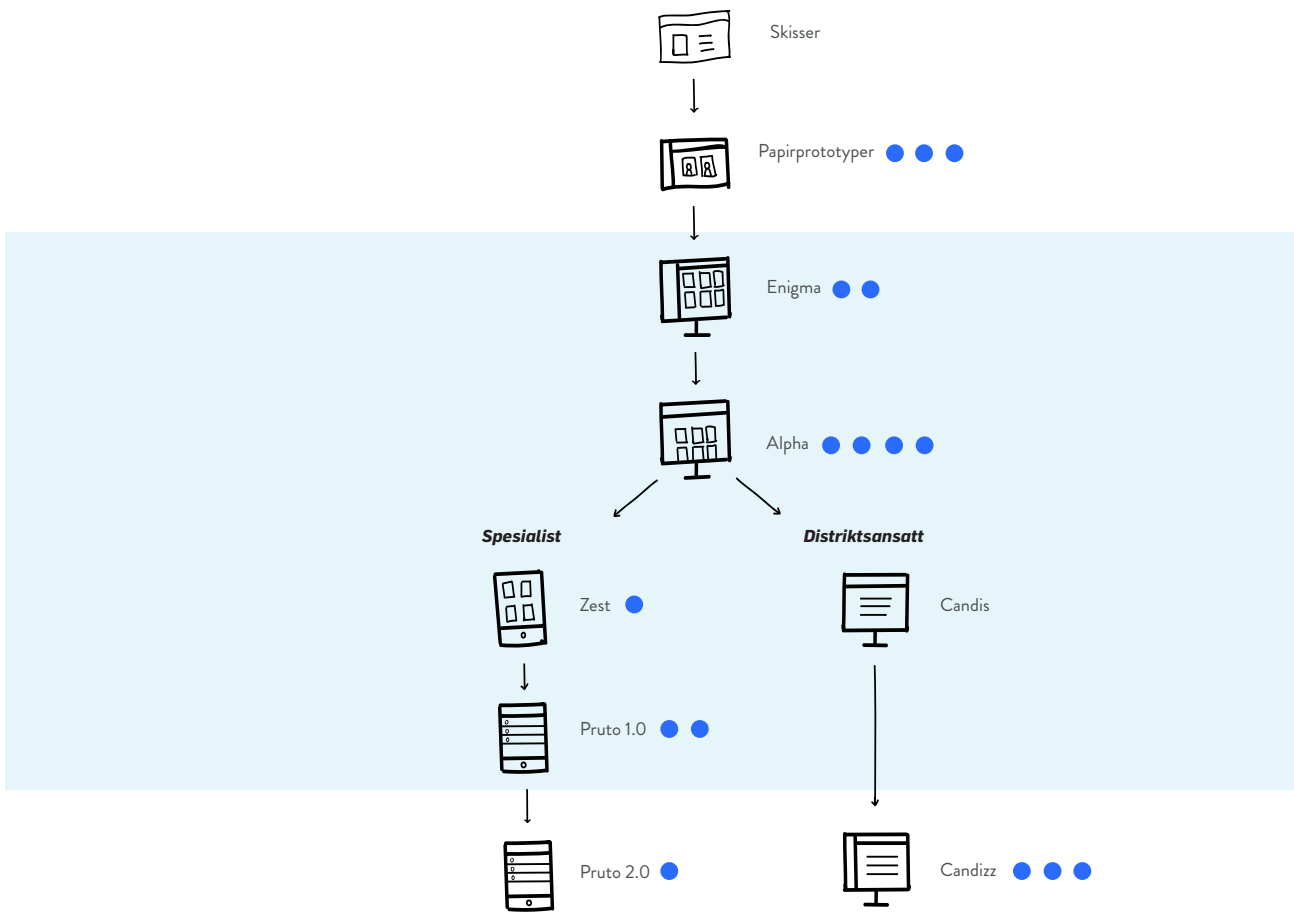 Skisser
Papirprototyper
Enigma
Alpha
Spesialist
Distriktsansatt
Zest
Candis
Pruto 1.0
Pruto 2.0
Candizz